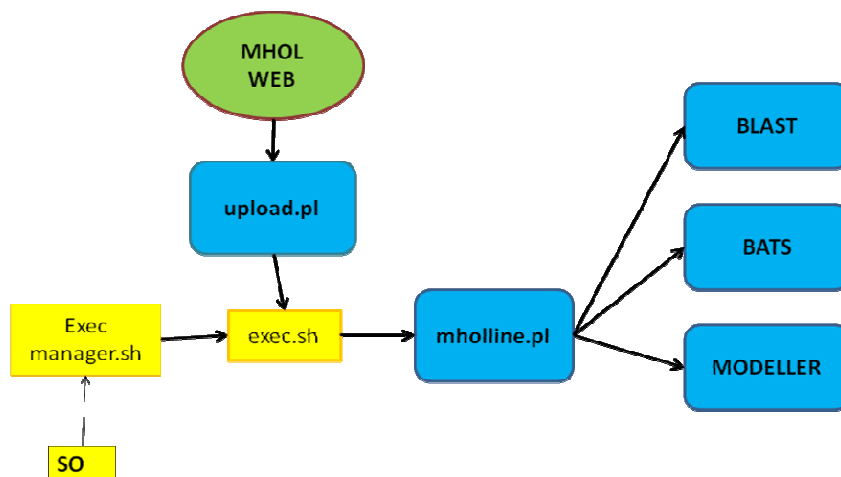 MHOL
WEB
BLAST
upload.pl
BATS
Exec
manager.sh
exec.sh
mholline.pl
MODELLER
SO